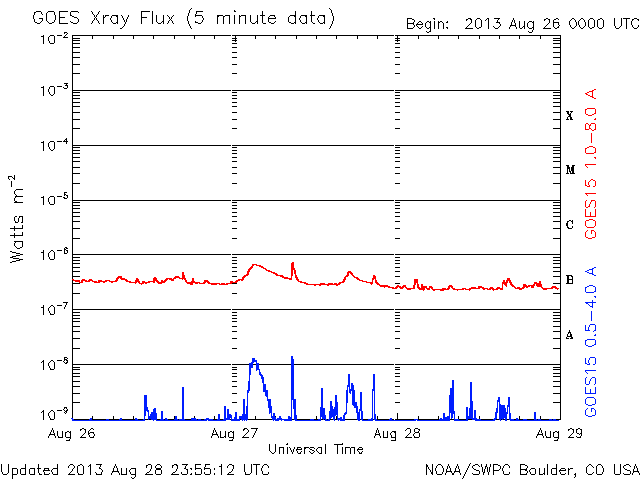 GOES Xray Flux (5 minute data)
Begin: 2013 Aug 26 0000 UTC
10⁻²
10⁻³
10⁻⁴
10⁻⁵
10⁻⁶
10⁻⁷
10⁻⁸
10⁻⁹
Watts m⁻²
X
M
C
B
A
GOES15 1.0-8.0 A
GOES15 0.5-4.0 A
Aug 26 Aug 27 Aug 28 Aug 29
Universal Time
Updated 2013 Aug 28 23:55:12 UTC NOAA/SWPC Boulder, CO USA